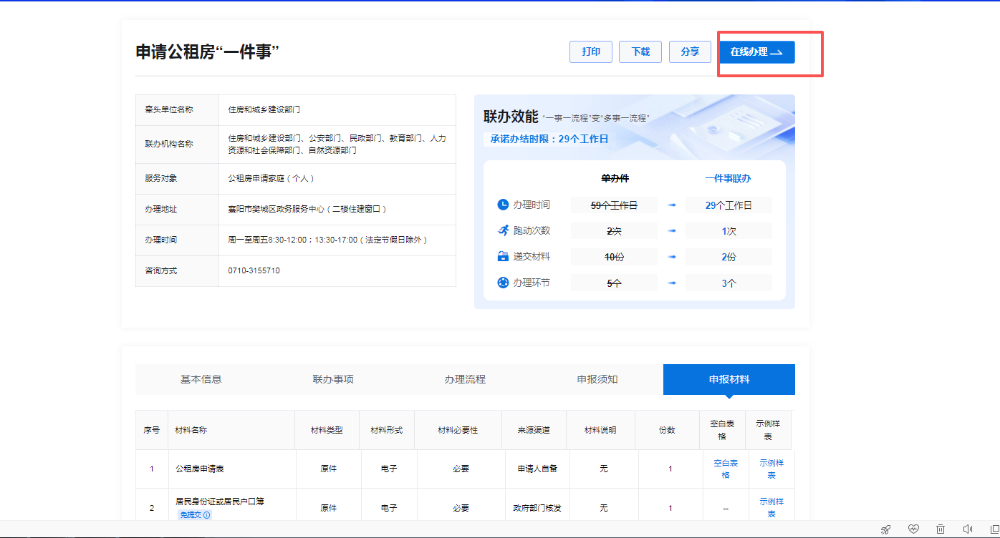 申请公租房“一件事”
打印
下载
分享
在线办理
牵头单位名称
住房和城乡建设部门
联办机构名称
住房和城乡建设部门、公安部门、民政部门、教育部门、人力
资源和社会保障部门、自然资源部门
服务对象
公租房申请家庭（个人）
办理地址
襄阳市樊城区政务服务中心（二楼住建窗口）
办理时间
周一至周五8:30-12:00；13:30-17:00（法定节假日除外）
咨询方式
0710-3155710
联办效能 “一事一流程”变“多事一流程”
承诺办结时限：29个工作日
单办件 一件事联办
办理时间 59个工作日 29个工作日
跑动次数 2次 1次
递交材料 10份 2份
办理环节 5个 3个
基本信息 联办事项 办理流程 申报须知 申报材料
序号 材料名称 材料类型 材料形式 材料必要性 来源渠道 材料说明 份数 空白表
格 示例样
表
1 公租房申请表 原件 电子 必要 申请人自备 无 1 空白表
格 示例样
表
2 居民身份证或居民户口簿
免提交 原件 电子 必要 政府部门核发 无 1 -- 示例样
表